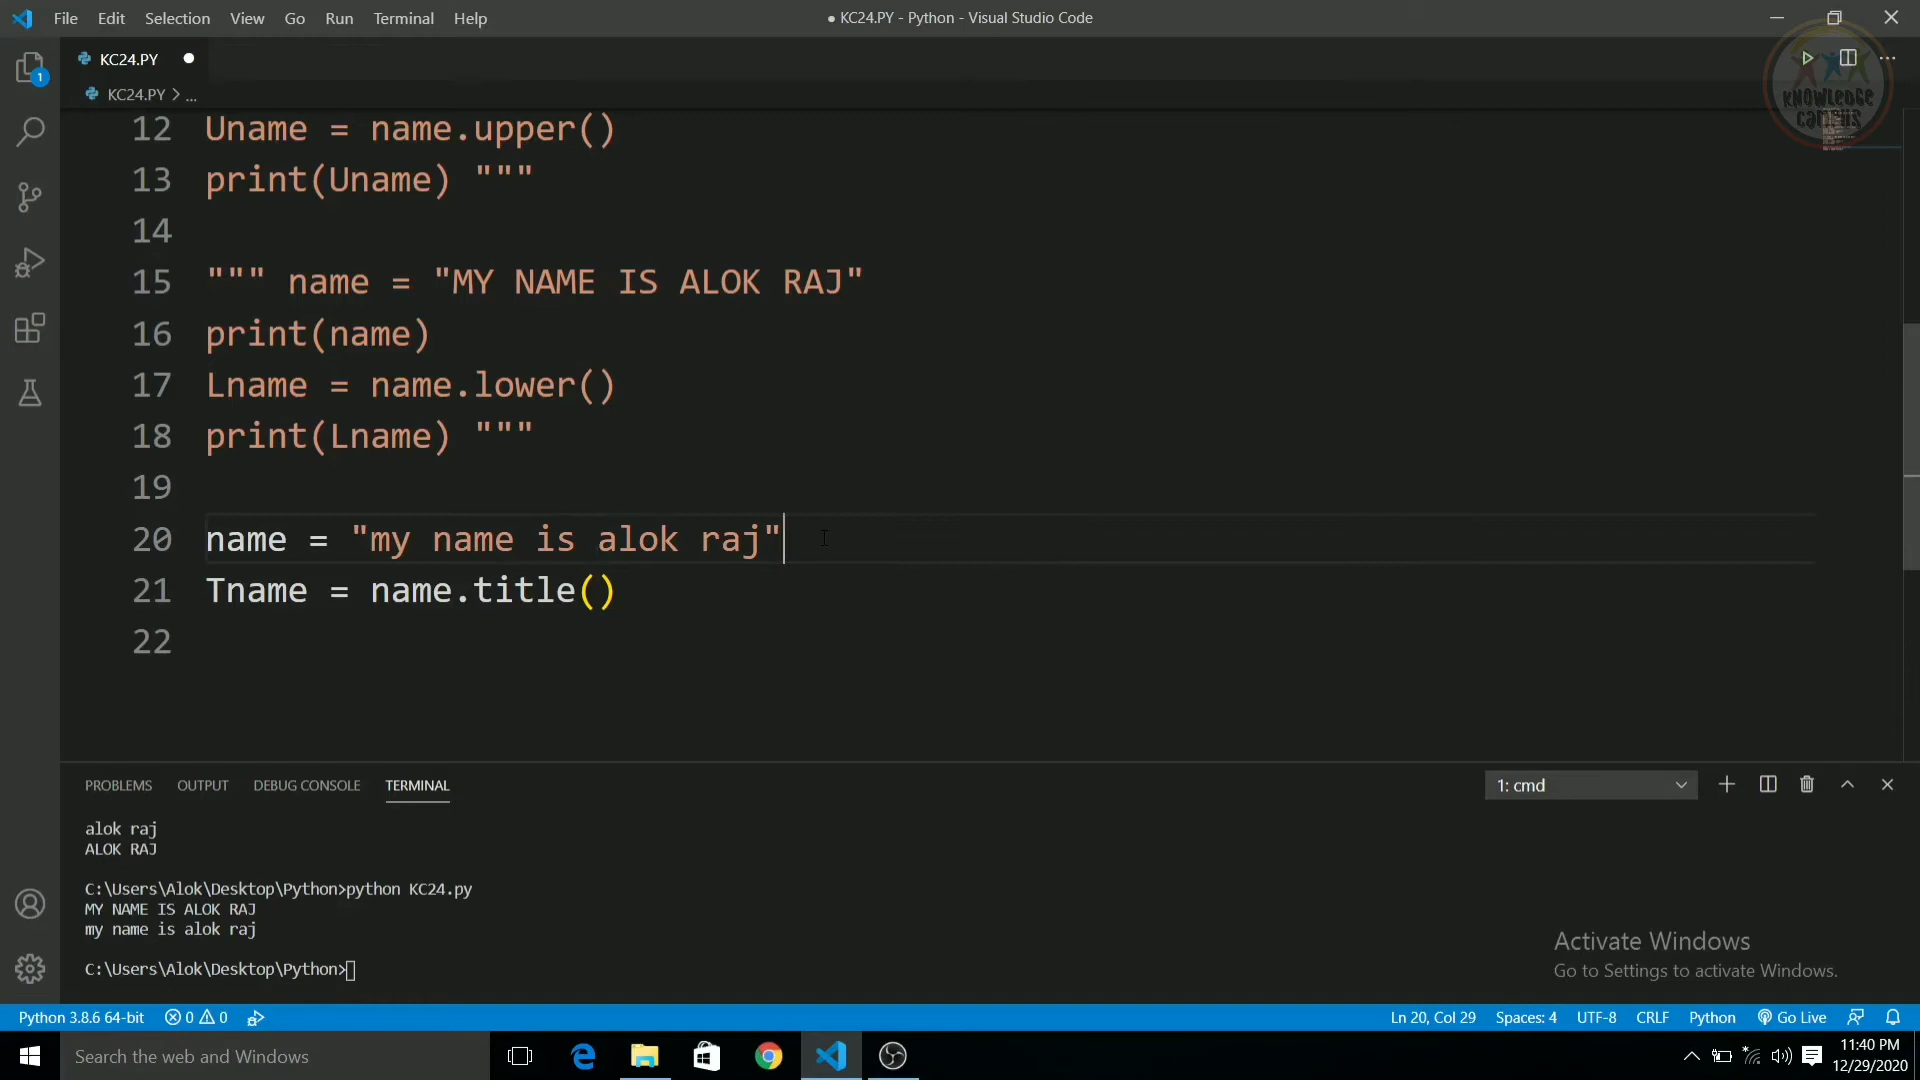 File Edit Selection View Go Run Terminal Help
● KC24.PY - Python - Visual Studio Code
KC24.PY
1
KC24.PY > ...
KNOWLEDGE
CAMPUS
12 Uname = name.upper()
13 print(Uname) """
14
15 """ name = "MY NAME IS ALOK RAJ"
16 print(name)
17 Lname = name.lower()
18 print(Lname) """
19
20 name = "my name is alok raj"
21 Tname = name.title()
22
PROBLEMS OUTPUT DEBUG CONSOLE TERMINAL
1: cmd
alok raj
ALOK RAJ
C:\Users\Alok\Desktop\Python>python KC24.py
MY NAME IS ALOK RAJ
my name is alok raj
C:\Users\Alok\Desktop\Python>
Activate Windows
Go to Settings to activate Windows.
Python 3.8.6 64-bit 0 0 Ln 20, Col 29 Spaces: 4 UTF-8 CRLF Python Go Live
Search the web and Windows
11:40 PM
12/29/2020